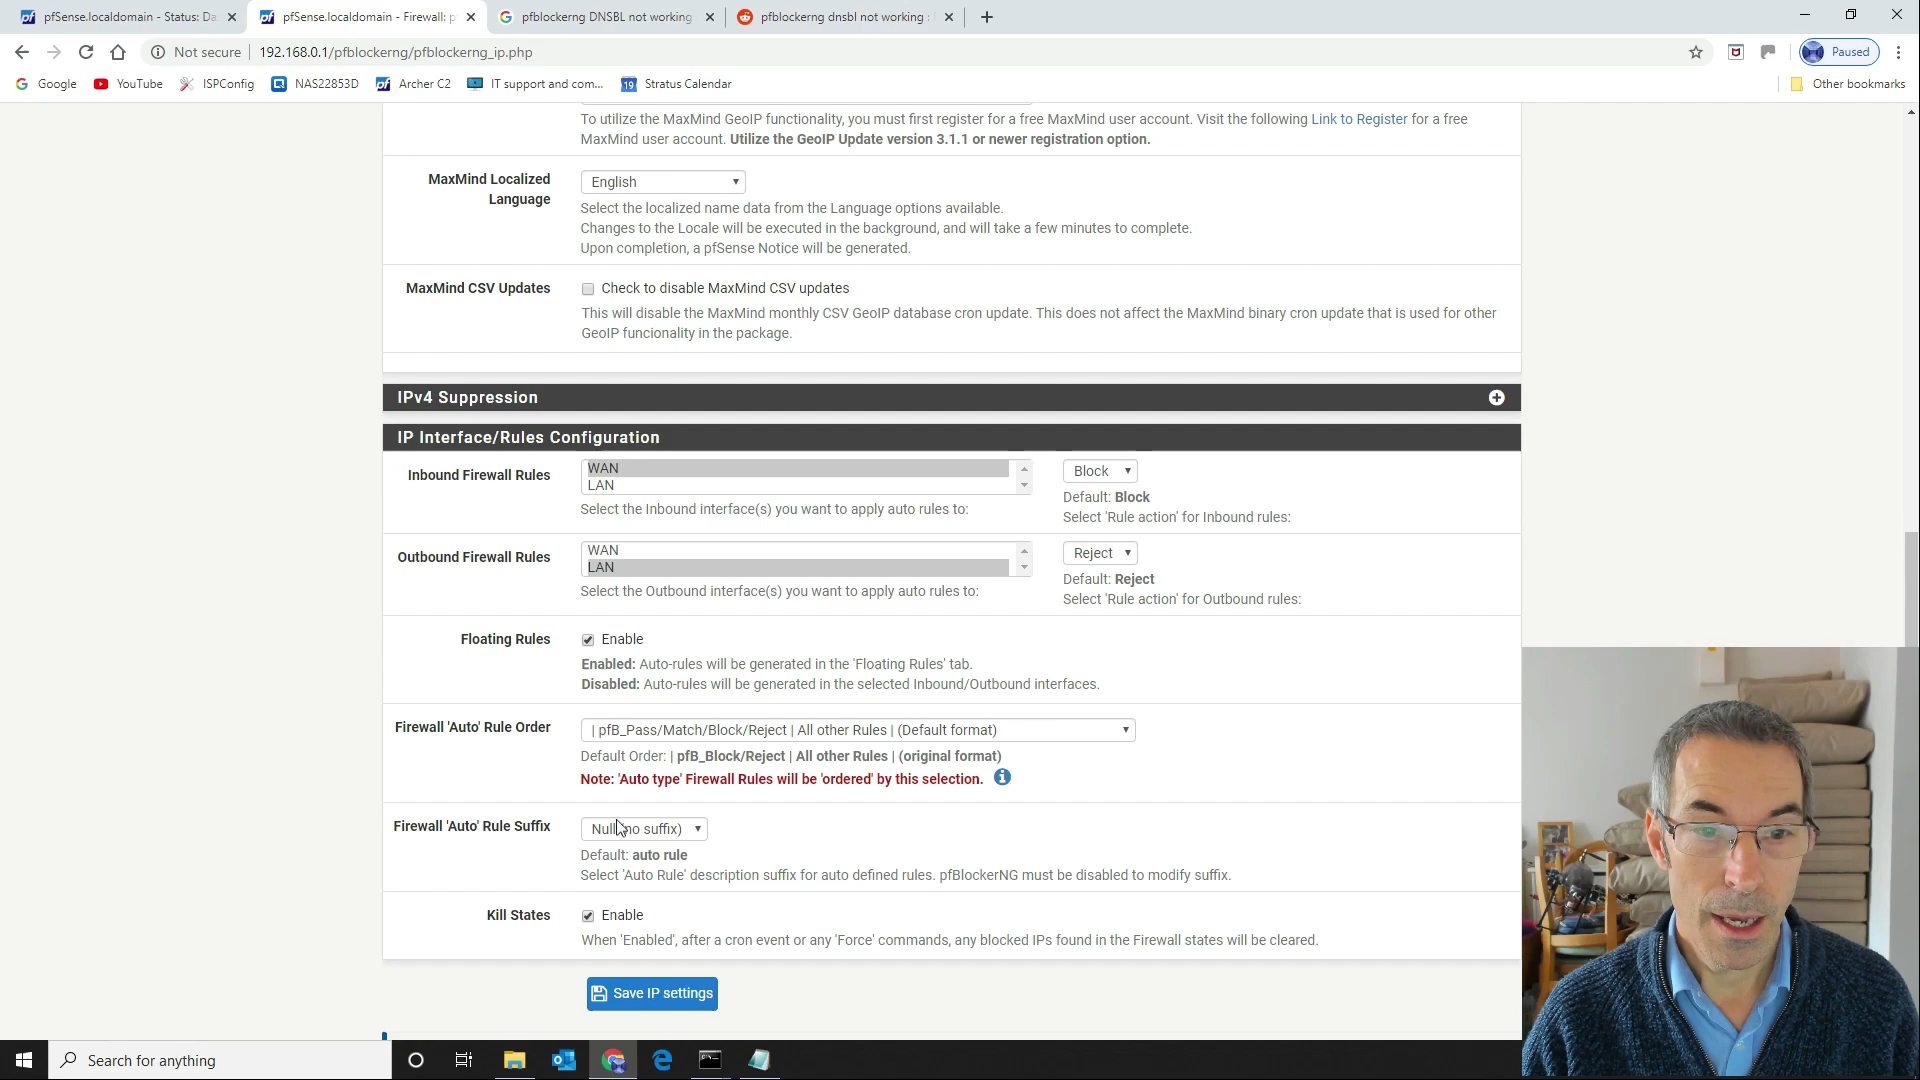 pfSense.localdomain - Status: Da
pfSense.localdomain - Firewall: p
pfblockerng DNSBL not working
pfblockerng dnsbl not working :
Not secure
192.168.0.1/pfblockerng/pfblockerng_ip.php
Paused
Google
YouTube
ISPConfig
NAS22853D
Archer C2
IT support and com...
Stratus Calendar
Other bookmarks
To utilize the MaxMind GeoIP functionality, you must first register for a free MaxMind user account. Visit the following Link to Register for a free
MaxMind user account. Utilize the GeoIP Update version 3.1.1 or newer registration option.
MaxMind Localized
Language
English
Select the localized name data from the Language options available.
Changes to the Locale will be executed in the background, and will take a few minutes to complete.
Upon completion, a pfSense Notice will be generated.
MaxMind CSV Updates
Check to disable MaxMind CSV updates
This will disable the MaxMind monthly CSV GeoIP database cron update. This does not affect the MaxMind binary cron update that is used for other
GeoIP funcionality in the package.
IPv4 Suppression
IP Interface/Rules Configuration
Inbound Firewall Rules
WAN
LAN
Select the Inbound interface(s) you want to apply auto rules to:
Block
Default: Block
Select 'Rule action' for Inbound rules:
Outbound Firewall Rules
WAN
LAN
Select the Outbound interface(s) you want to apply auto rules to:
Reject
Default: Reject
Select 'Rule action' for Outbound rules:
Floating Rules
Enable
Enabled: Auto-rules will be generated in the 'Floating Rules' tab.
Disabled: Auto-rules will be generated in the selected Inbound/Outbound interfaces.
Firewall 'Auto' Rule Order
| pfB_Pass/Match/Block/Reject | All other Rules | (Default format)
Default Order: | pfB_Block/Reject | All other Rules | (original format)
Note: 'Auto type' Firewall Rules will be 'ordered' by this selection.
Firewall 'Auto' Rule Suffix
Null (no suffix)
Default: auto rule
Select 'Auto Rule' description suffix for auto defined rules. pfBlockerNG must be disabled to modify suffix.
Kill States
Enable
When 'Enabled', after a cron event or any 'Force' commands, any blocked IPs found in the Firewall states will be cleared.
Save IP settings
Search for anything